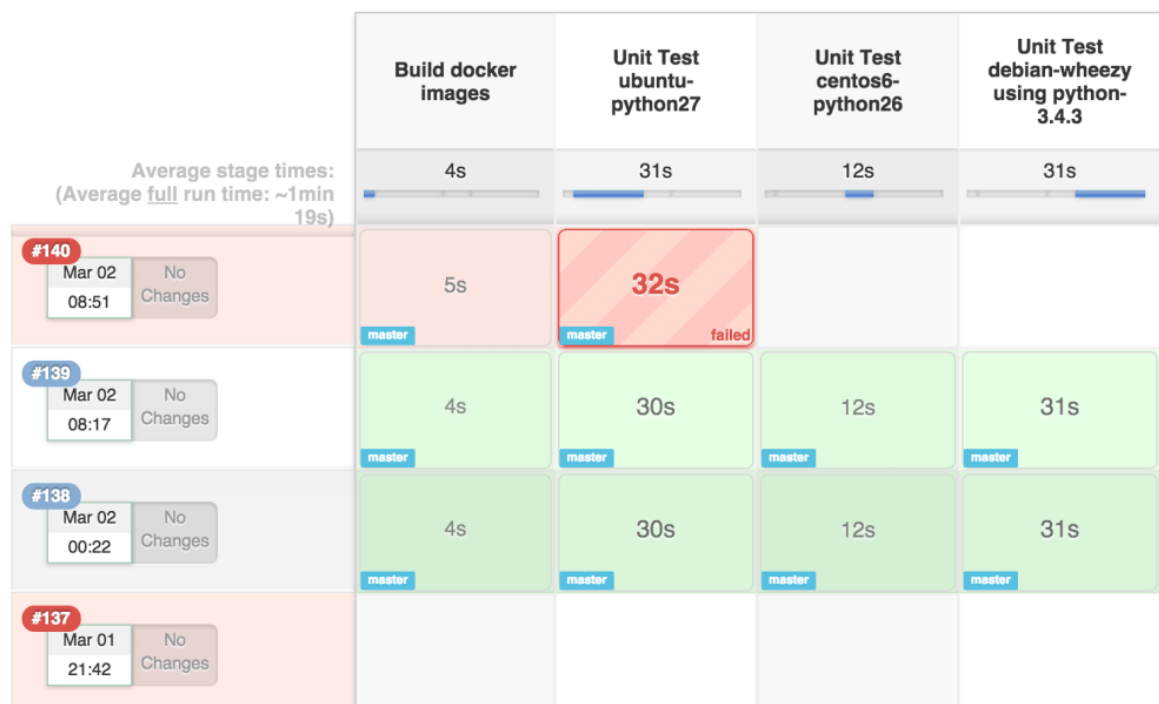 Build docker
images
Unit Test
ubuntu-
python27
Unit Test
centos6-
python26
Unit Test
debian-wheezy
using python-
3.4.3
Average stage times:
(Average full run time: ~1min
19s)
4s
31s
12s
31s
#140
Mar 02
08:51
No
Changes
5s
master
32s
master
failed
#139
Mar 02
08:17
No
Changes
4s
master
30s
master
12s
master
31s
master
#138
Mar 02
00:22
No
Changes
4s
master
30s
master
12s
master
31s
master
#137
Mar 01
21:42
No
Changes